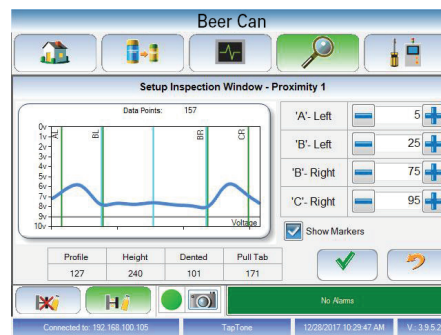 Beer Can
Setup Inspection Window - Proximity 1
Data Points: 157
0v
1v
2v
3v
4v
5v
6v
7v
8v
9v
10v
AL
BL
BR
CR
Voltage
'A'- Left 5
'B'- Left 25
'B'- Right 75
'C'- Right 95
Show Markers
Profile Height Dented Pull Tab
127 240 101 171
H
No Alarms
Connected to: 192.168.100.105 TapTone 12/28/2017 10:29:47 AM V.: 3.9.5.2